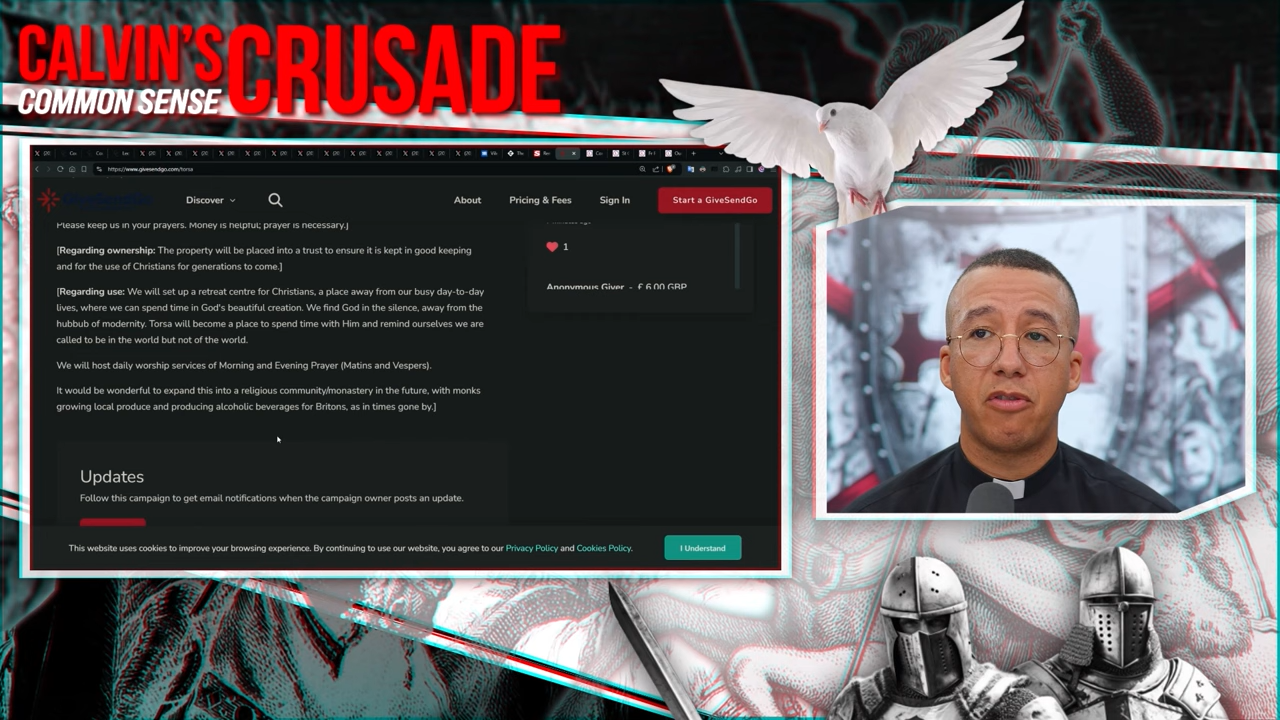 CALVIN'S
COMMON SENSE
CRUSADE
https://www.givesendgo.com/torsa
GiveSendGo
Discover
About
Pricing & Fees
Sign In
Start a GiveSendGo
Please keep us in your prayers. Money is helpful; prayer is necessary.]
[Regarding ownership: The property will be placed into a trust to ensure it is kept in good keeping
and for the use of Christians for generations to come.]
[Regarding use: We will set up a retreat centre for Christians, a place away from our busy day-to-day
lives, where we can spend time in God's beautiful creation. We find God in the silence, away from the
hubbub of modernity. Torsa will become a place to spend time with Him and remind ourselves we are
called to be in the world but not of the world.
We will host daily worship services of Morning and Evening Prayer (Matins and Vespers).
It would be wonderful to expand this into a religious community/monastery in the future, with monks
growing local produce and producing alcoholic beverages for Britons, as in times gone by.]
1
Anonymous Giver - £ 6.00 GBP
Updates
Follow this campaign to get email notifications when the campaign owner posts an update.
This website uses cookies to improve your browsing experience. By continuing to use our website, you agree to our Privacy Policy and Cookies Policy.
I Understand